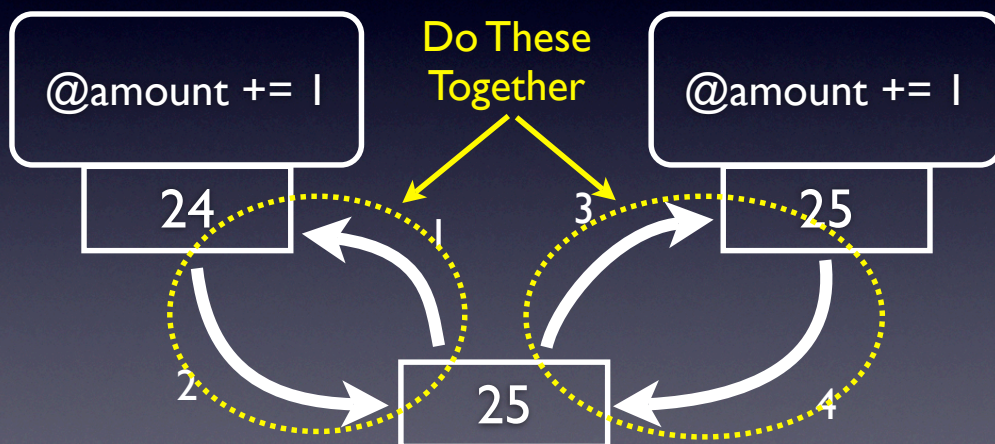 @amount += 1
Do These
Together
@amount += 1
24
1
3
25
2
25
4